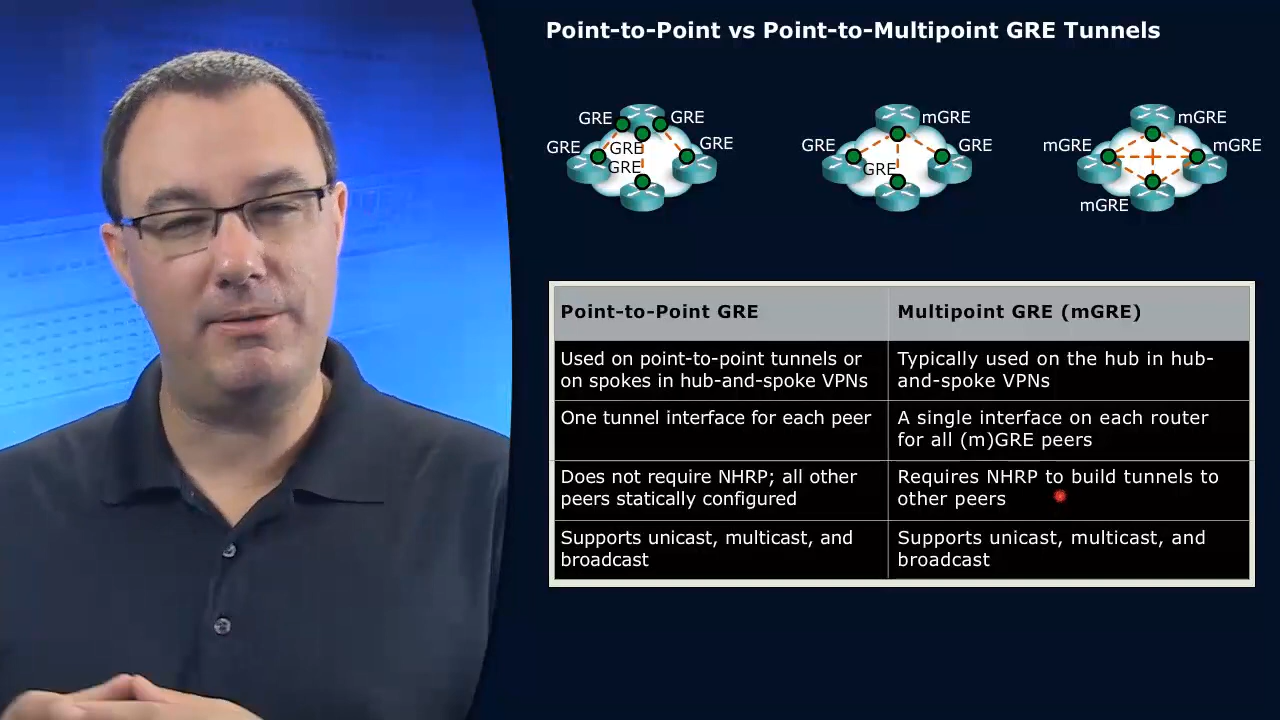 Point-to-Point vs Point-to-Multipoint GRE Tunnels
GRE
GRE
GRE
GRE
GRE
GRE
mGRE
GRE
GRE
GRE
mGRE
mGRE
mGRE
mGRE
Point-to-Point GRE
Multipoint GRE (mGRE)
Used on point-to-point tunnels or
on spokes in hub-and-spoke VPNs
Typically used on the hub in hub-
and-spoke VPNs
One tunnel interface for each peer
A single interface on each router
for all (m)GRE peers
Does not require NHRP; all other
peers statically configured
Requires NHRP to build tunnels to
other peers
Supports unicast, multicast, and
broadcast
Supports unicast, multicast, and
broadcast